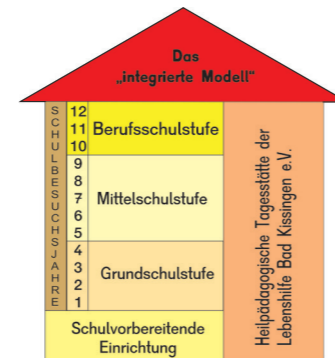 Das
„integrierte Modell“
SCHULBESUCHSJAHRE
12
11
10
Berufsschulstufe
9
8
7
6
5
Mittelschulstufe
4
3
2
1
Grundschulstufe
Schulvorbereitende
Einrichtung
Heilpädagogische Tagesstätte der
Lebenshilfe Bad Kissingen e.V.